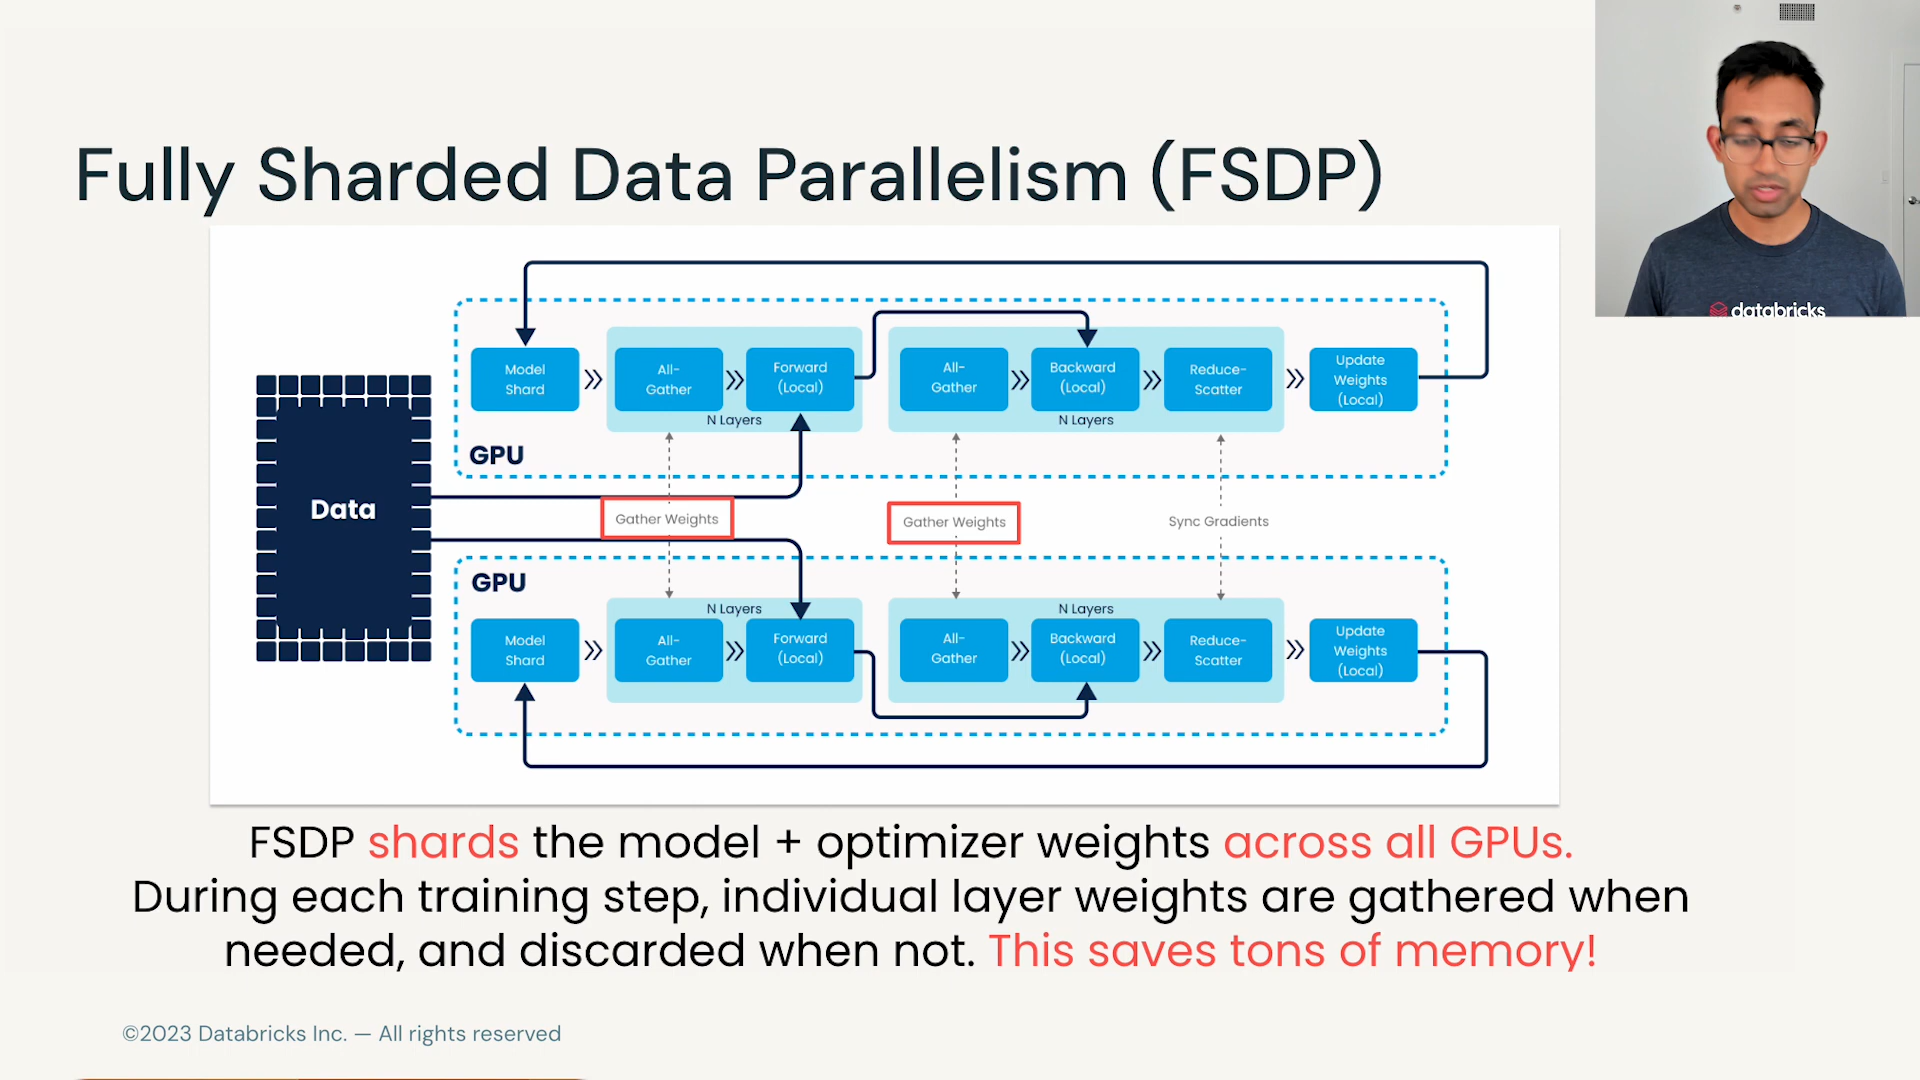 databricks
Fully Sharded Data Parallelism (FSDP)
Model
Shard
All-
Gather
Forward
(Local)
N Layers
All-
Gather
Backward
(Local)
Reduce-
Scatter
N Layers
Update
Weights
(Local)
GPU
Data
Gather Weights
Gather Weights
Sync Gradients
GPU
N Layers
Model
Shard
All-
Gather
Forward
(Local)
N Layers
All-
Gather
Backward
(Local)
Reduce-
Scatter
Update
Weights
(Local)
FSDP shards the model + optimizer weights across all GPUs.
During each training step, individual layer weights are gathered when
needed, and discarded when not. This saves tons of memory!
©2023 Databricks Inc. — All rights reserved